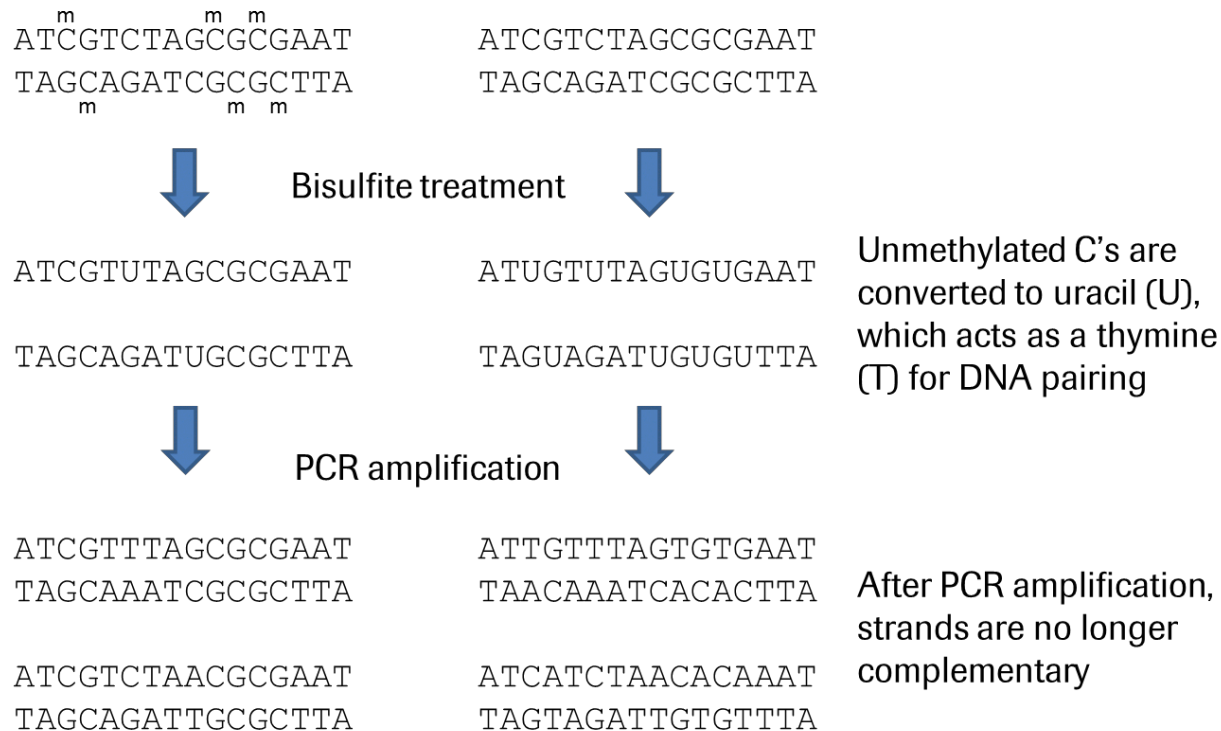 m m m
ATCGTCTAGCGCGAAT ATCGTCTAGCGCGAAT
TAGCAGATCGCGCTTA TAGCAGATCGCGCTTA
m m m
Bisulfite treatment
ATCGTUTAGCGCGAAT ATUGTUTAGUGUGAAT
TAGCAGATUGCGCTTA TAGUAGATUGUGUTTA
Unmethylated C's are
converted to uracil (U),
which acts as a thymine
(T) for DNA pairing
PCR amplification
ATCGTTTAGCGCGAAT ATTGTTTAGTGTGAAT
TAGCAAATCGCGCTTA TAACAAATCACACTTA
ATCGTCTAACGCGAAT ATCATCTAACACAAAT
TAGCAGATTGCGCTTA TAGTAGATTGTGTTTA
After PCR amplification,
strands are no longer
complementary